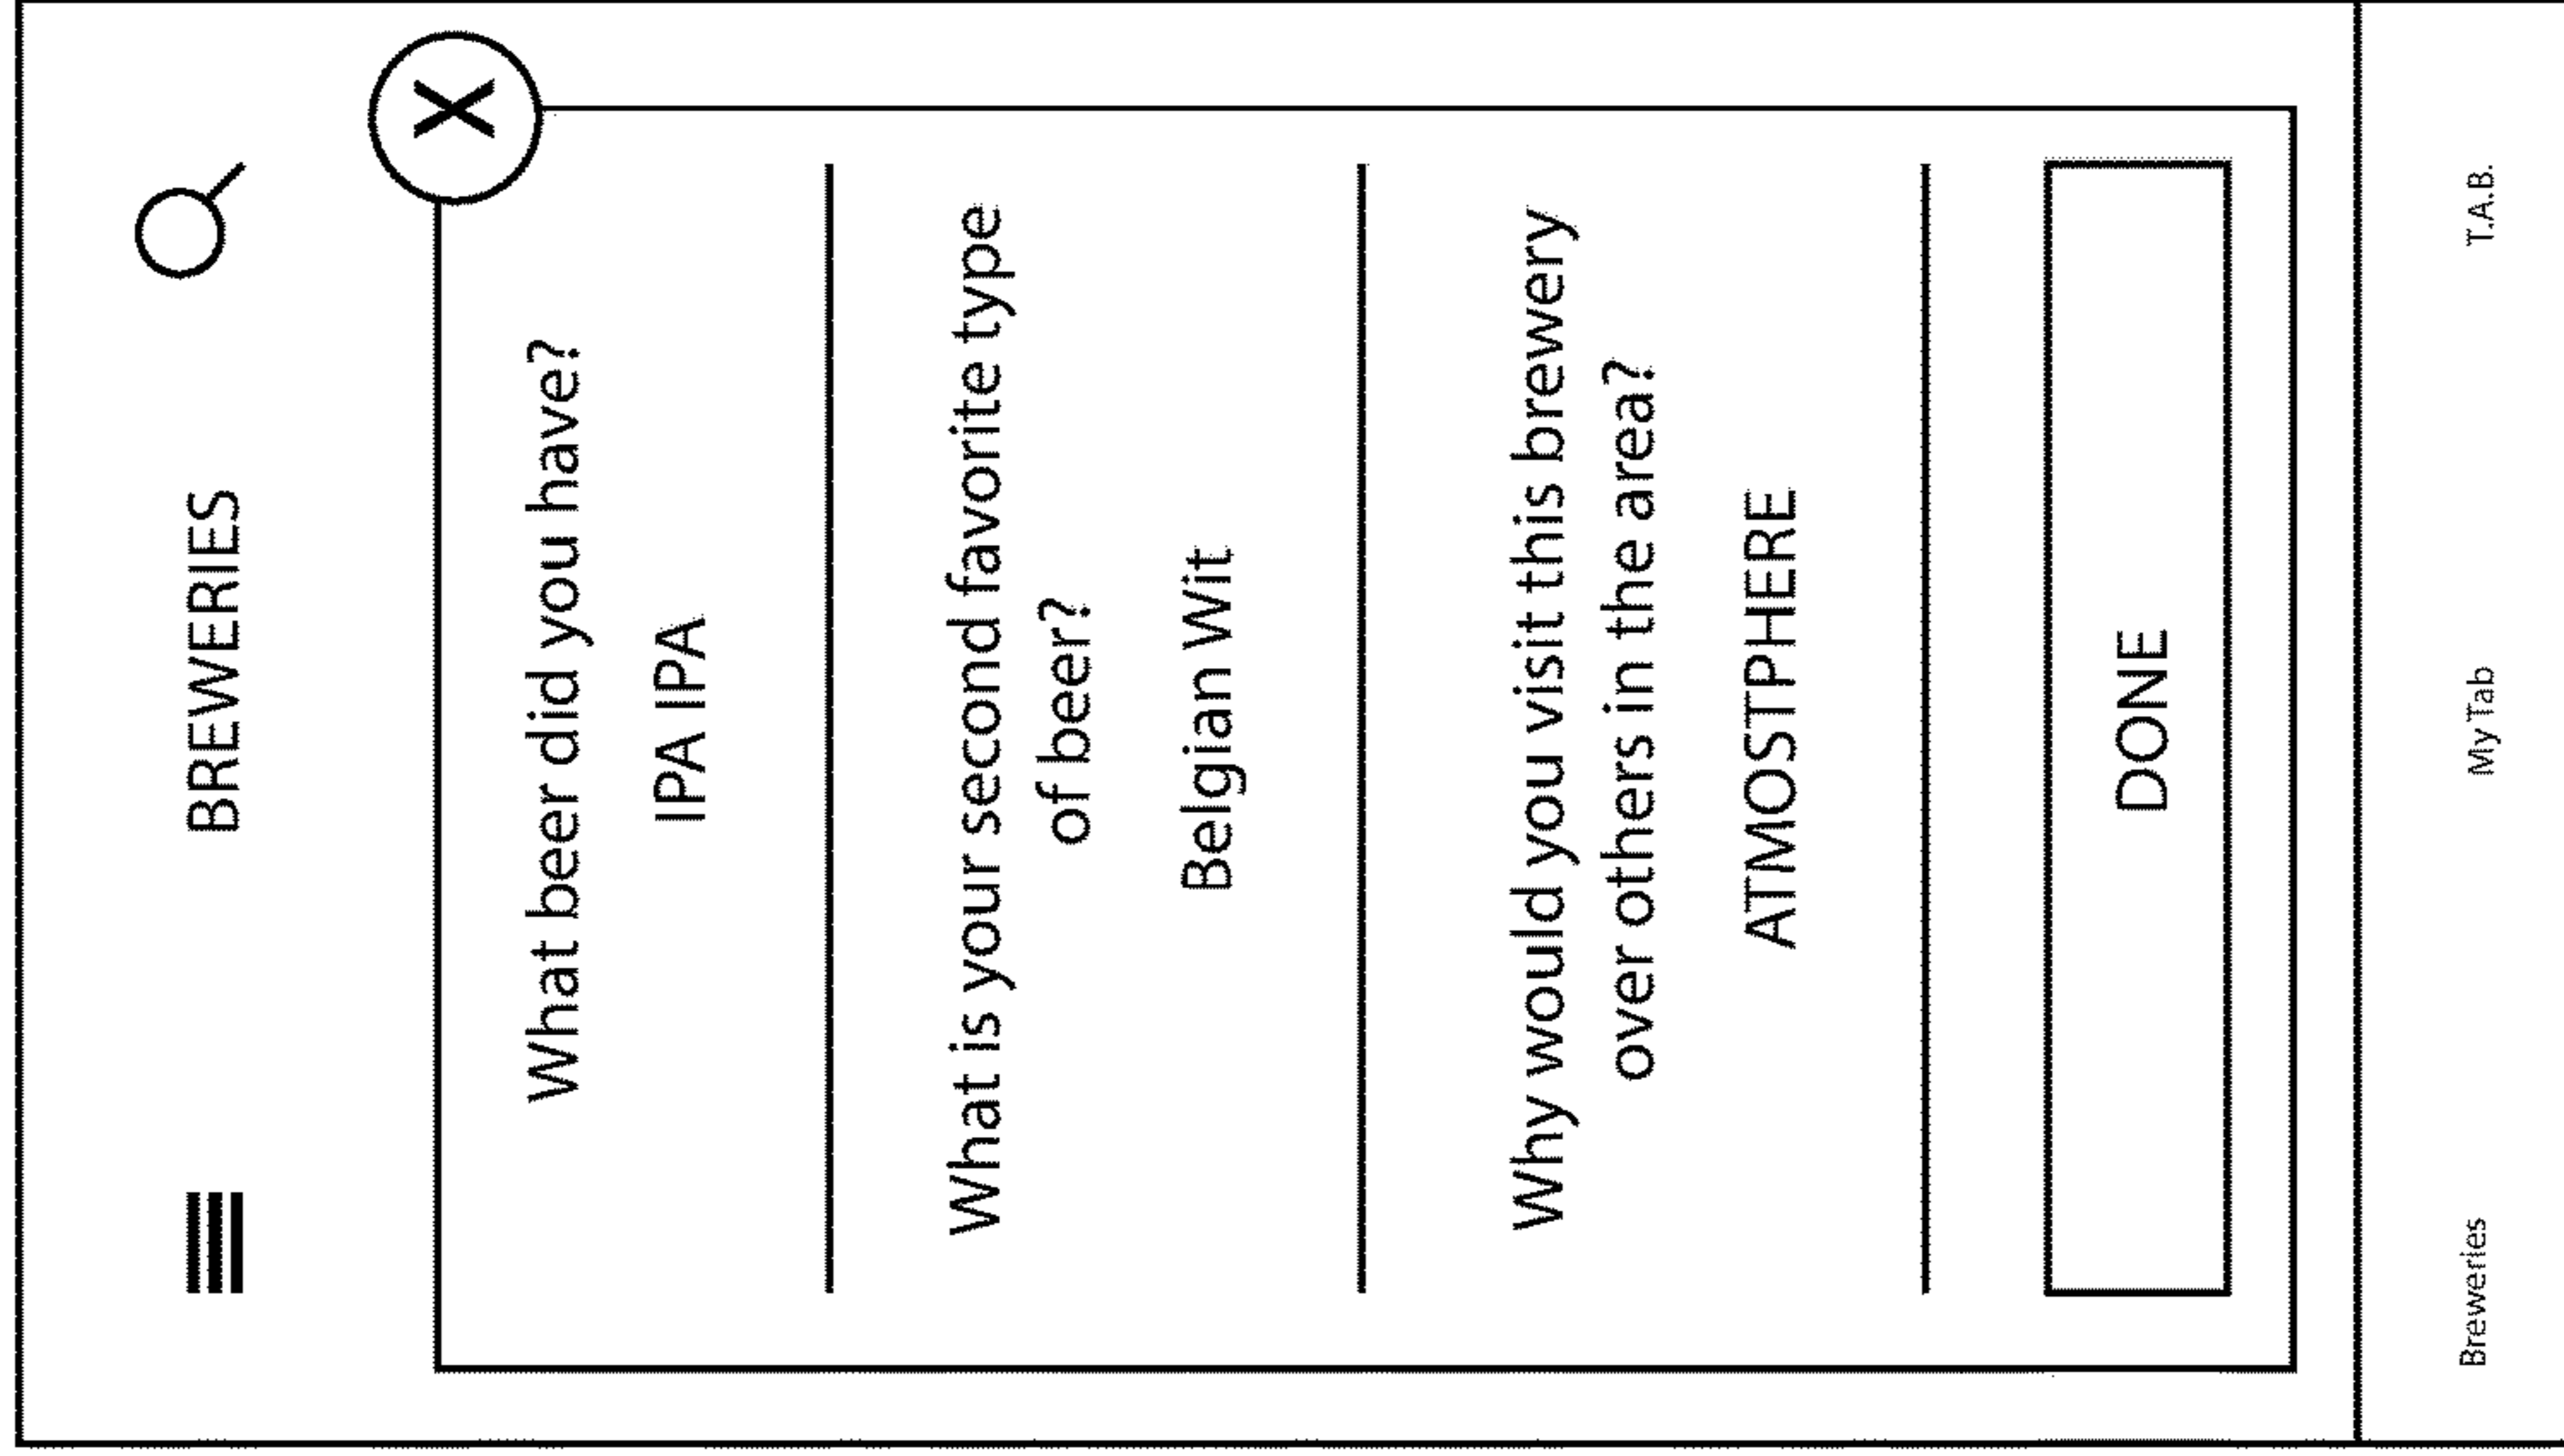 BREWERIES
X
What beer did you have?
IPA IPA
What is your second favorite type
of beer?
Belgian Wit
Why would you visit this brewery
over others in the area?
ATMOSTPHERE
DONE
Breweries My Tab T.A.B.